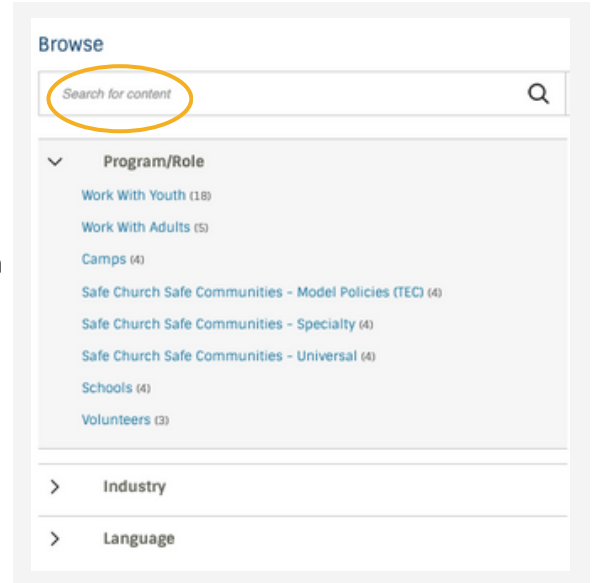 Browse
Search for content
Program/Role
Work With Youth (18)
Work With Adults (5)
Camps (4)
Safe Church Safe Communities - Model Policies (TEC) (4)
Safe Church Safe Communities - Specialty (4)
Safe Church Safe Communities - Universal (4)
Schools (4)
Volunteers (3)
Industry
Language